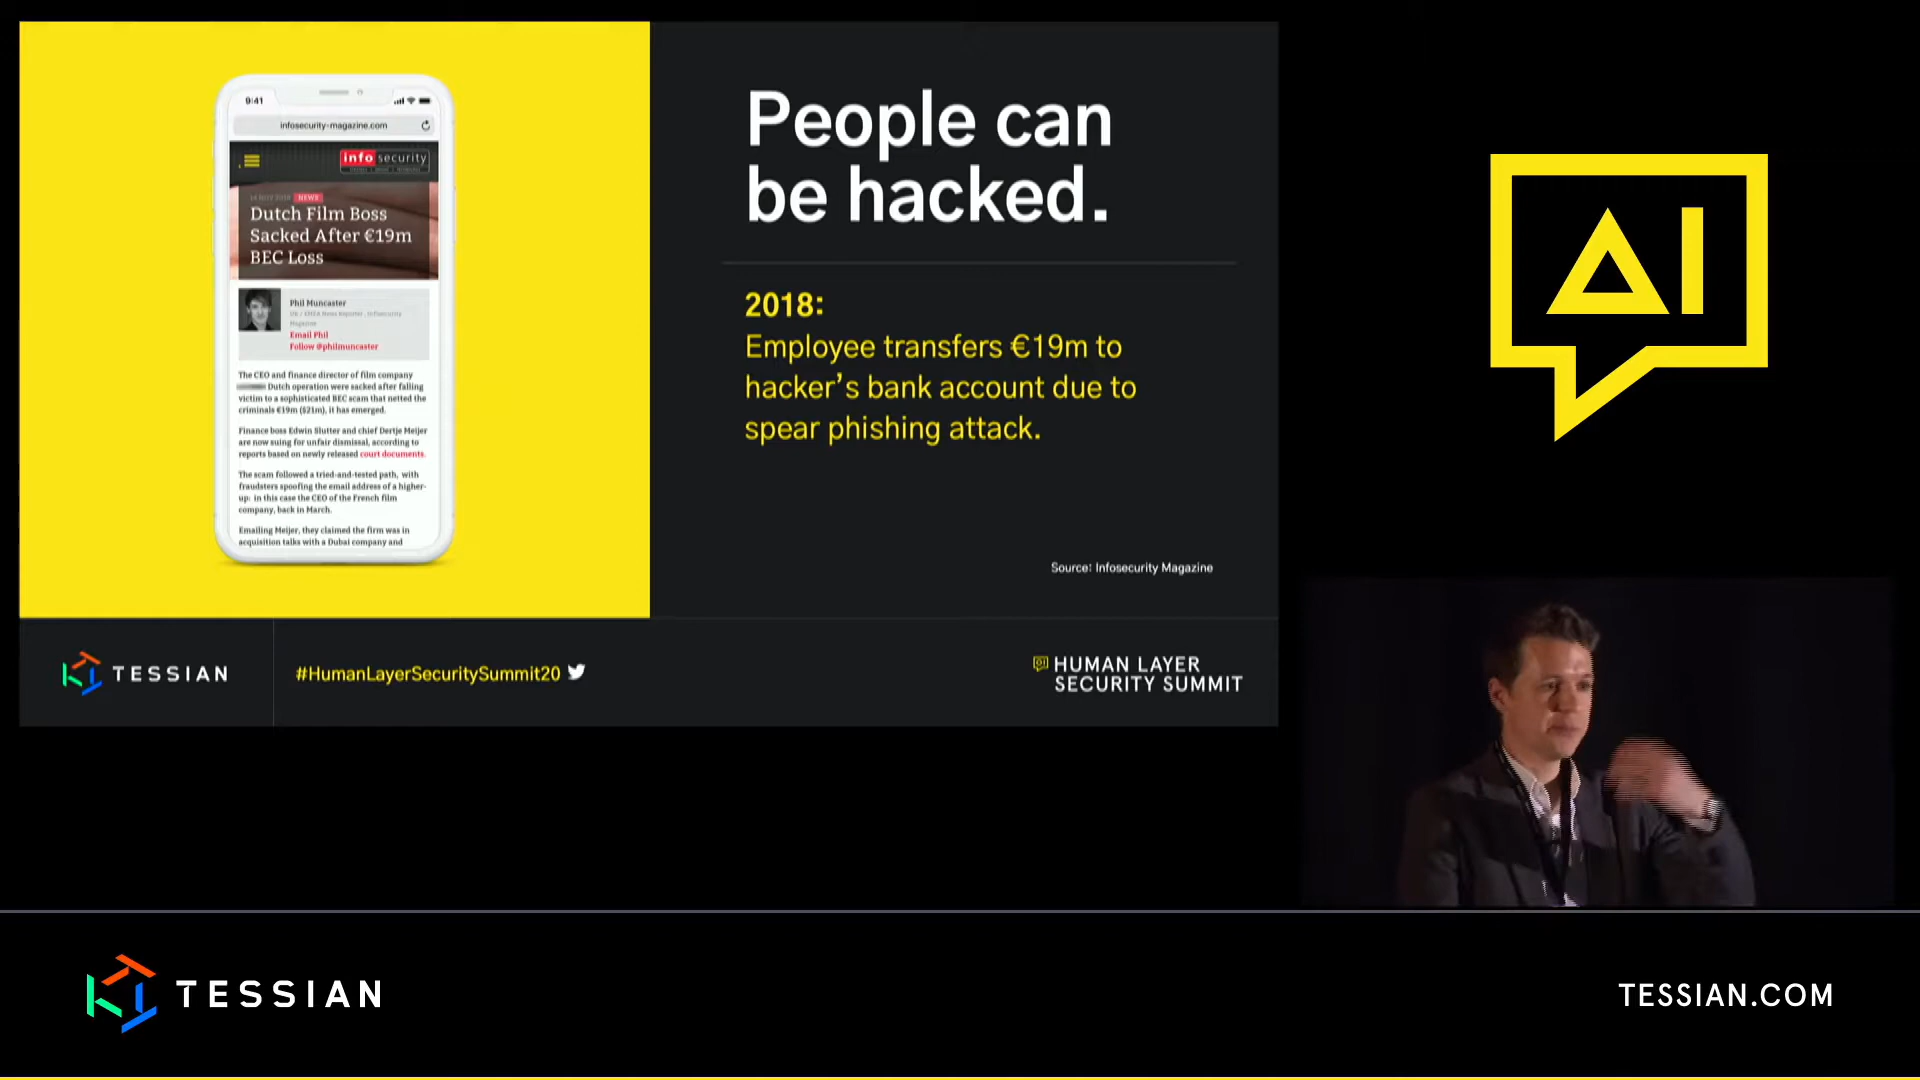 9:41
infosecurity-magazine.com
info security
NEWS
Dutch Film Boss
Sacked After €19m
BEC Loss
Phil Muncaster
UK / EMEA News Reporter, Infosecurity
Magazine
Email Phil
Follow @philmuncaster
The CEO and finance director of film company
Dutch operation were sacked after falling
victim to a sophisticated BEC scam that netted the
criminals €19m ($21m), it has emerged.
Finance boss Edwin Slutter and chief Dertje Meijer
are now suing for unfair dismissal, according to
reports based on newly released court documents.
The scam followed a tried-and-tested path, with
fraudsters spoofing the email address of a higher-
up: in this case the CEO of the French film
company, back in March.
Emailing Meijer, they claimed the firm was in
acquisition talks with a Dubai company and
People can
be hacked.
2018:
Employee transfers €19m to
hacker's bank account due to
spear phishing attack.
Source: Infosecurity Magazine
TESSIAN
#HumanLayerSecuritySummit20
HUMAN LAYER
SECURITY SUMMIT
AI
TESSIAN
TESSIAN.COM